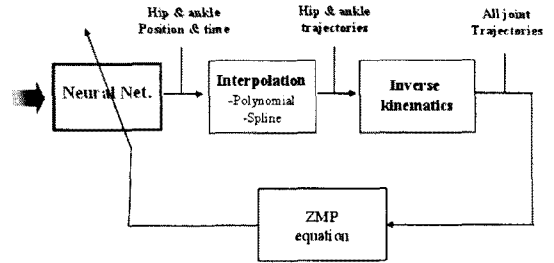 Hip & ankle
Position & time
Hip & ankle
trajectories
All joint
Trajectories
Neural Net.
Interpolation
-Polynomial
-Spline
Inverse
kinematics
ZMP
equation